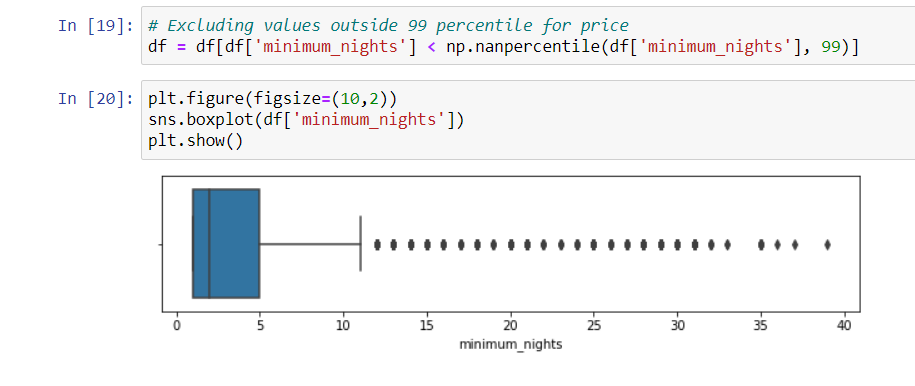 In [19]: # Excluding values outside 99 percentile for price
df = df[df['minimum_nights'] < np.nanpercentile(df['minimum_nights'], 99)]
In [20]: plt.figure(figsize=(10,2))
sns.boxplot(df['minimum_nights'])
plt.show()
0 5 10 15 20 25 30 35 40
minimum_nights